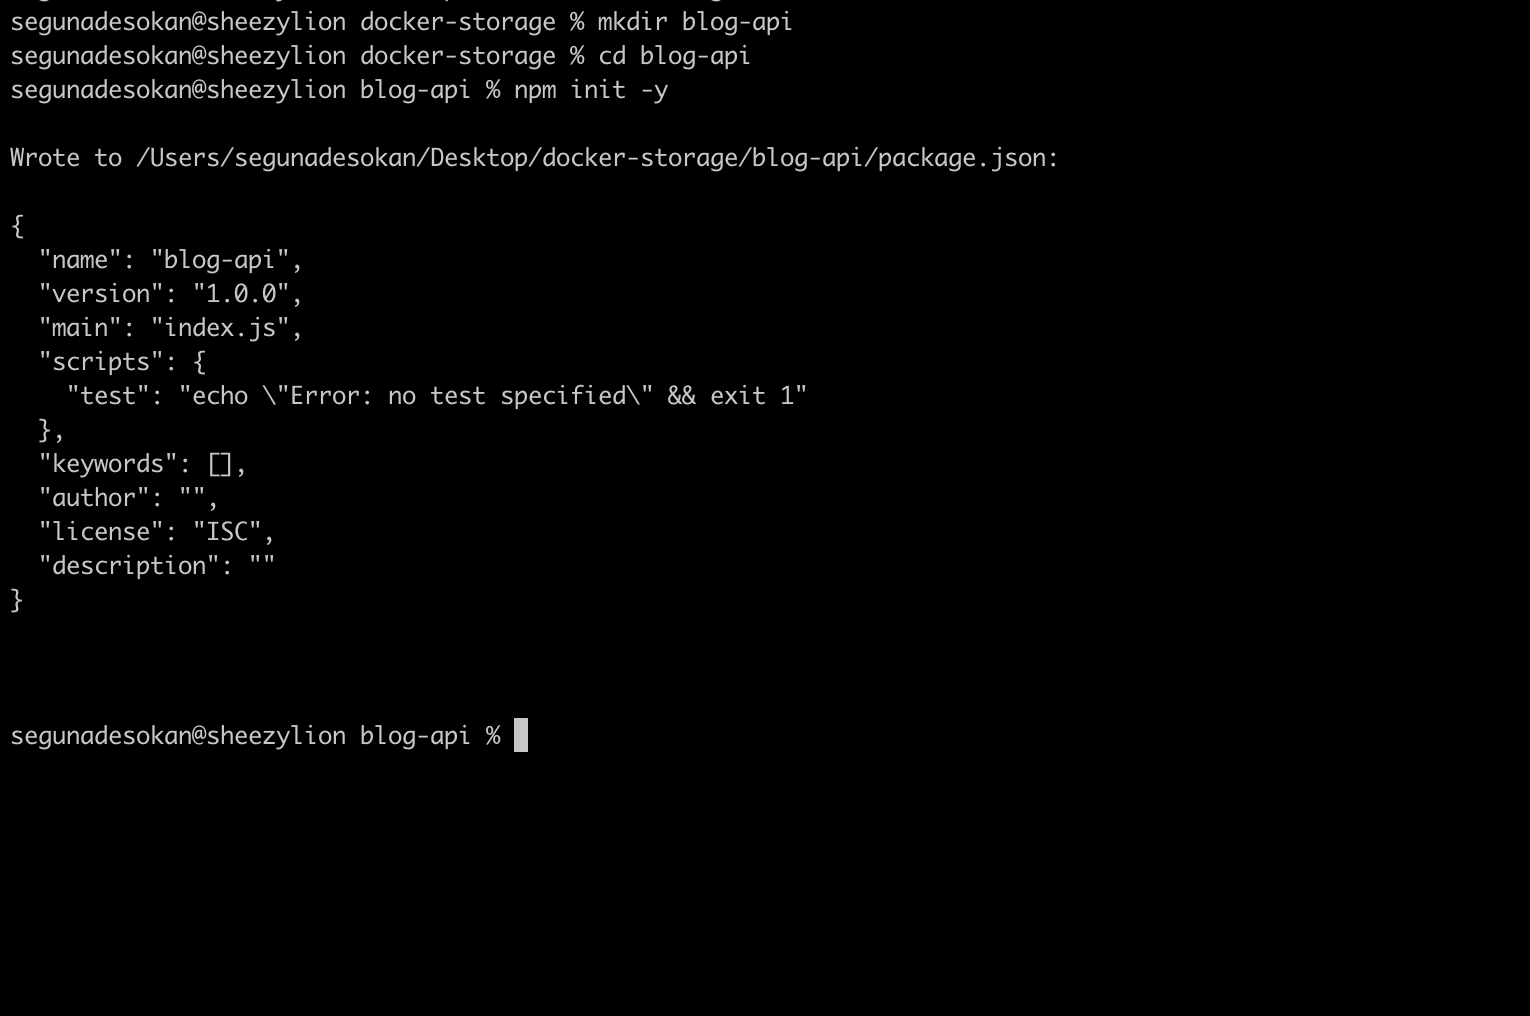 segunadesokan@sheezylion docker-storage % mkdir blog-api
segunadesokan@sheezylion docker-storage % cd blog-api
segunadesokan@sheezylion blog-api % npm init -y
Wrote to /Users/segunadesokan/Desktop/docker-storage/blog-api/package.json:
{
  "name": "blog-api",
  "version": "1.0.0",
  "main": "index.js",
  "scripts": {
    "test": "echo \"Error: no test specified\" && exit 1"
  },
  "keywords": [],
  "author": "",
  "license": "ISC",
  "description": ""
}
segunadesokan@sheezylion blog-api %